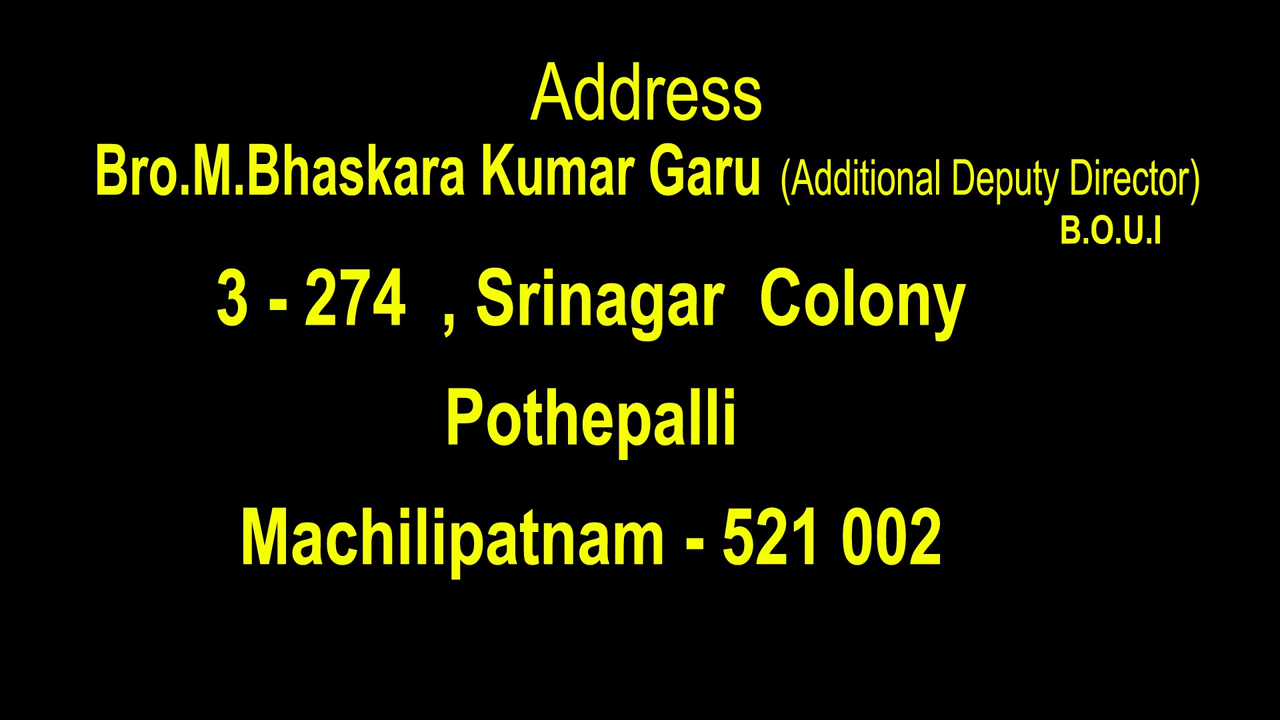 Address
Bro.M.Bhaskara Kumar Garu (Additional Deputy Director)
B.O.U.I
3 - 274 , Srinagar Colony
Pothepalli
Machilipatnam - 521 002